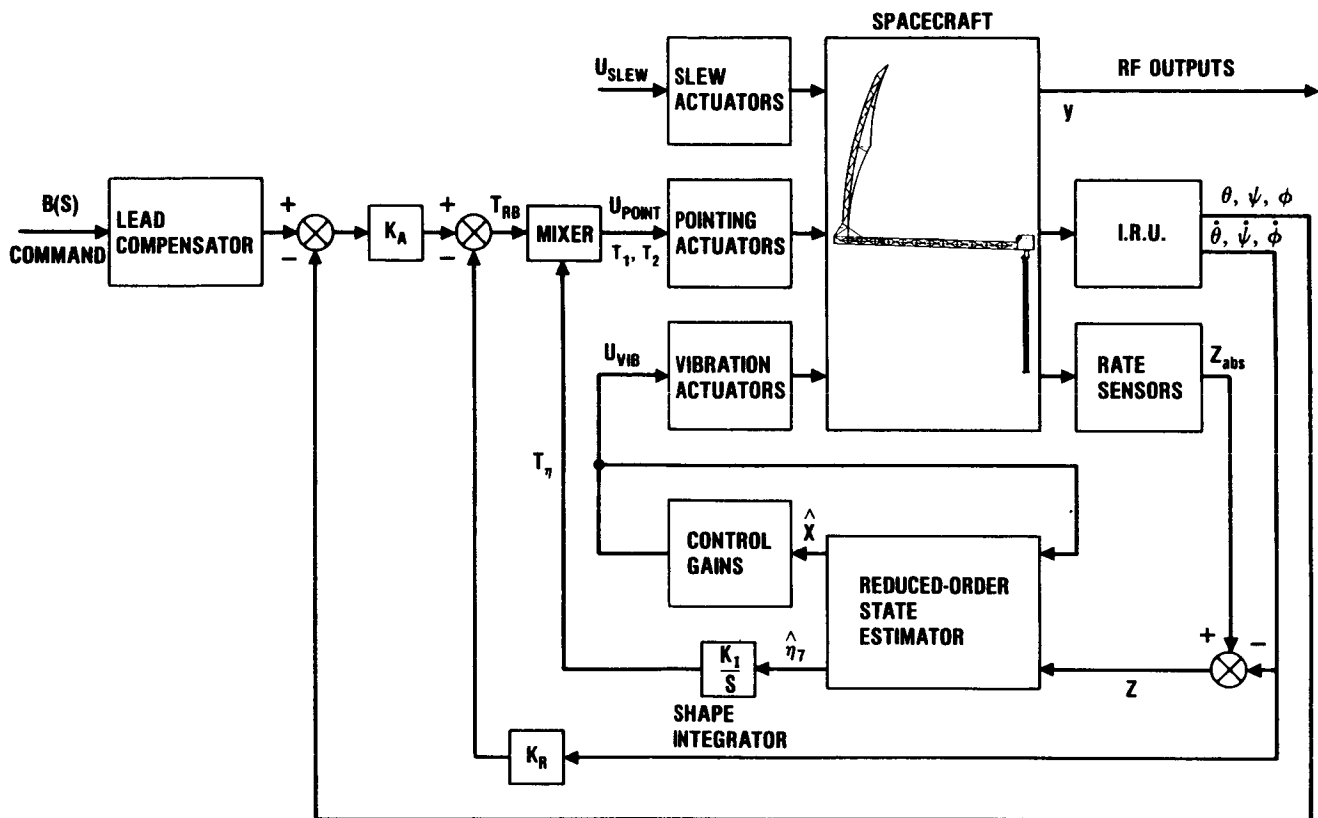 SPACECRAFT
U_SLEW
SLEW
ACTUATORS
RF OUTPUTS
y
B(S)
COMMAND
LEAD
COMPENSATOR
+
−
K_A
+
−
T_RB
MIXER
U_POINT
T_1, T_2
POINTING
ACTUATORS
I.R.U.
θ, ψ, ϕ
θ̇, ψ̇, ϕ̇
U_VIB
VIBRATION
ACTUATORS
RATE
SENSORS
Z_abs
T_η
CONTROL
GAINS
X̂
REDUCED-ORDER
STATE
ESTIMATOR
+
−
Z
K_I
S
η̂_7
SHAPE
INTEGRATOR
K_R